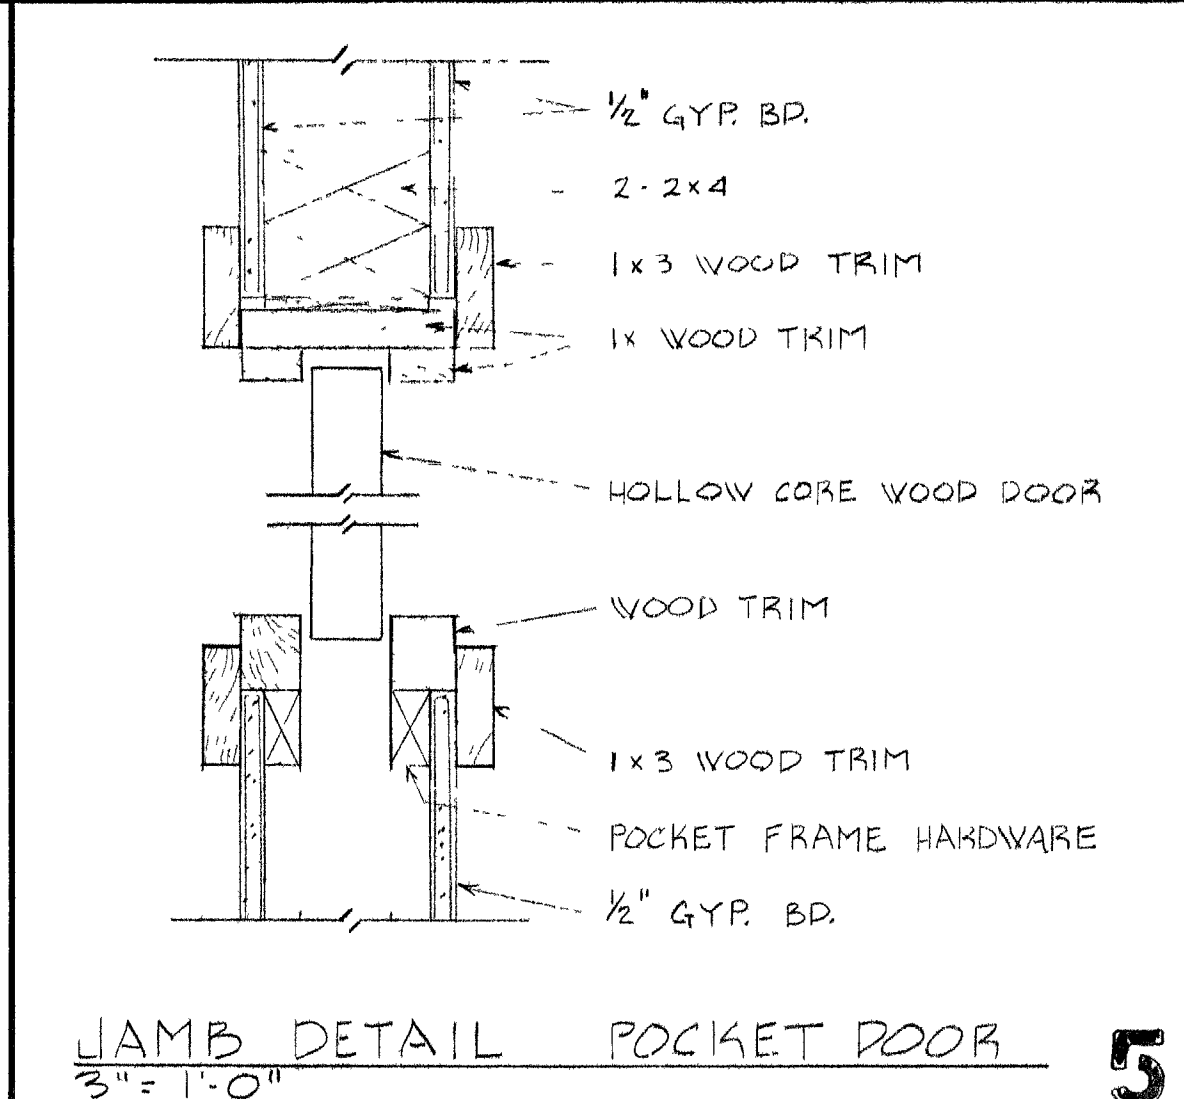 1/2" GYP. BD.
2-2x4
1x3 WOOD TRIM
1x WOOD TRIM
HOLLOW CORE WOOD DOOR
WOOD TRIM
1x3 WOOD TRIM
POCKET FRAME HARDWARE
1/2" GYP. BD.
JAMB DETAIL POCKET DOOR
3"=1'-0"
5